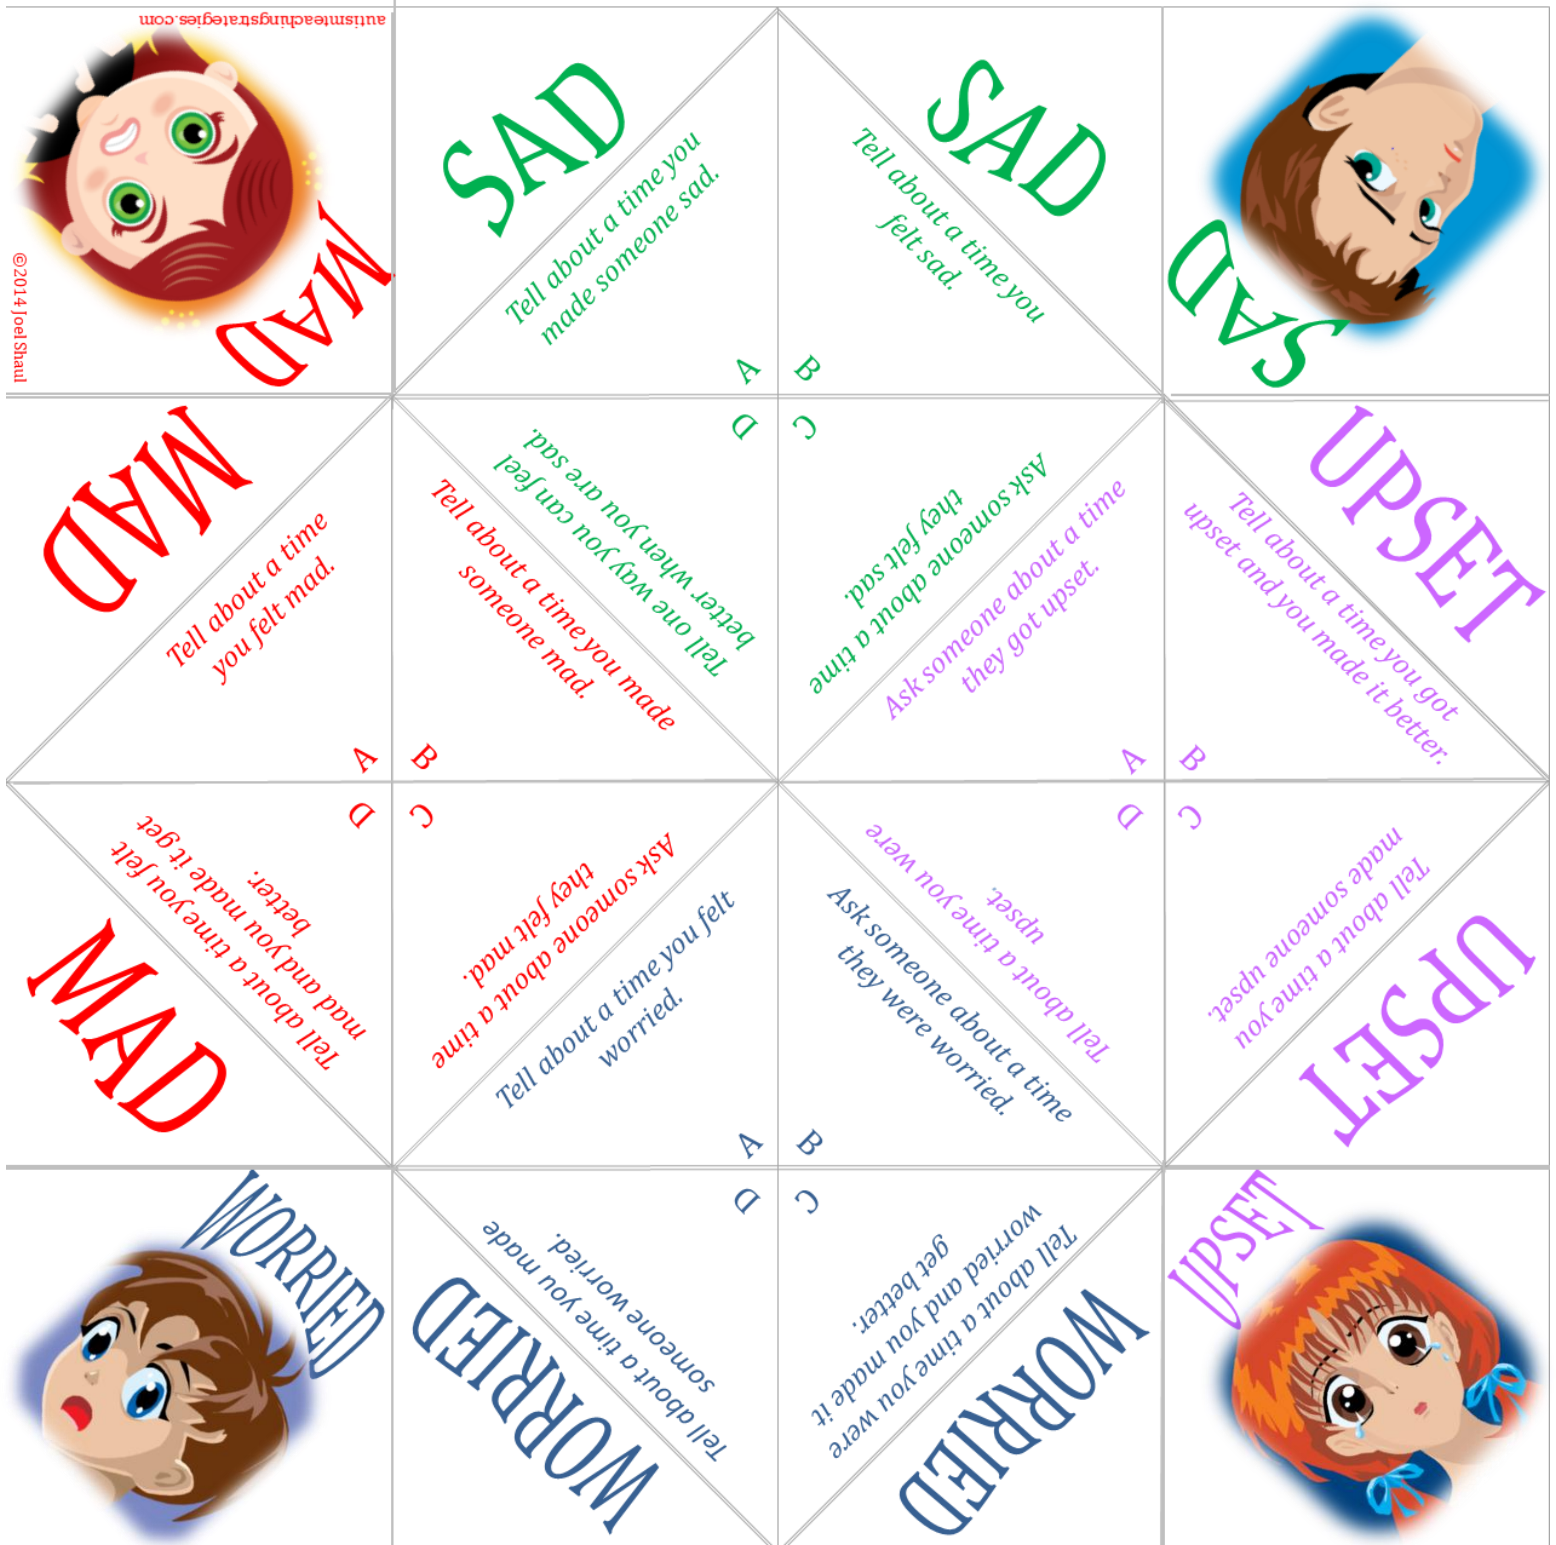 autismteachingstrategies.com
©2014 Joel Shaul
MAD
SAD
Tell about a time you
made someone sad.
A
SAD
Tell about a time you
felt sad.
B
SAD
MAD
Tell about a time
you felt mad.
A
D
Tell one way you can feel
better when you are sad.
Tell about a time you made
someone mad.
B
C
Ask someone about a time
they felt sad.
Ask someone about a time
they got upset.
A
UPSET
Tell about a time you got
upset and you made it better.
B
D
Tell about a time you felt
mad and you made it get
better.
MAD
C
Ask someone about a time
they felt mad.
Tell about a time you felt
worried.
A
D
Tell about a time you were
upset.
Ask someone about a time
they were worried.
B
C
Tell about a time you
made someone upset.
UPSET
WORRIED
D
Tell about a time you made
someone worried.
WORRIED
C
Tell about a time you were
worried and you made it
get better.
WORRIED
UPSET